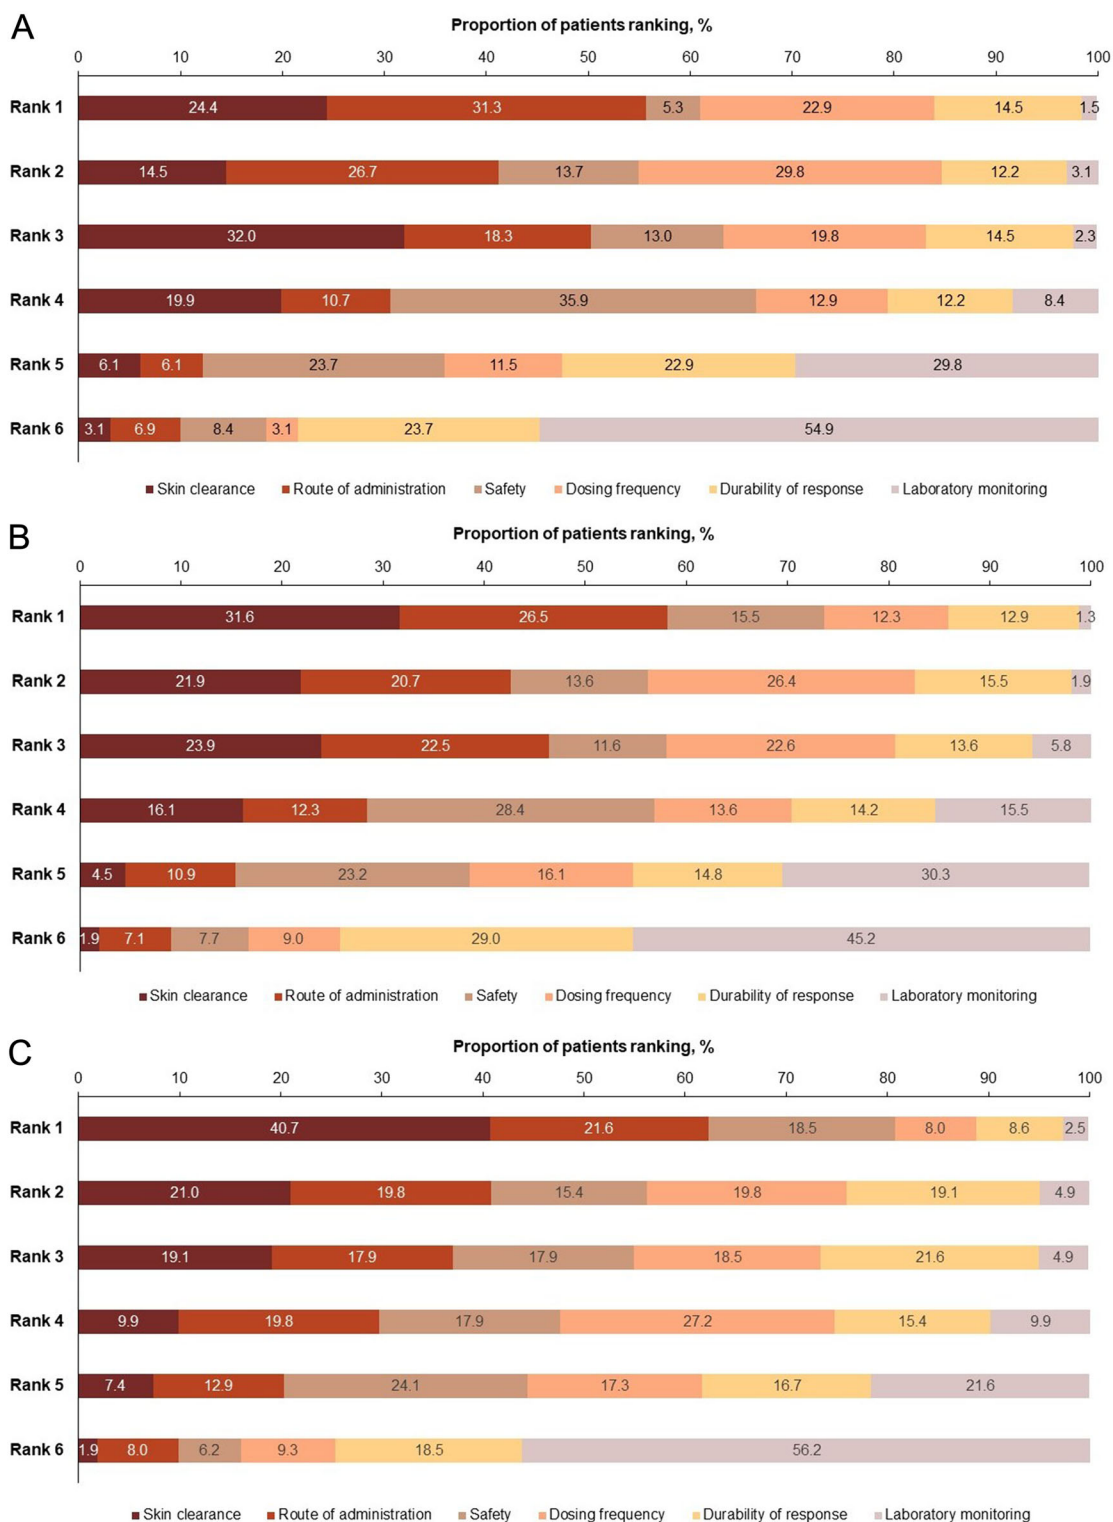 A
Proportion of patients ranking, %
0 10 20 30 40 50 60 70 80 90 100
Rank 1 24.4 31.3 5.3 22.9 14.5 1.5
Rank 2 14.5 26.7 13.7 29.8 12.2 3.1
Rank 3 32.0 18.3 13.0 19.8 14.5 2.3
Rank 4 19.9 10.7 35.9 12.9 12.2 8.4
Rank 5 6.1 6.1 23.7 11.5 22.9 29.8
Rank 6 3.1 6.9 8.4 3.1 23.7 54.9
Skin clearance Route of administration Safety Dosing frequency Durability of response Laboratory monitoring
B
Proportion of patients ranking, %
0 10 20 30 40 50 60 70 80 90 100
Rank 1 31.6 26.5 15.5 12.3 12.9 1.3
Rank 2 21.9 20.7 13.6 26.4 15.5 1.9
Rank 3 23.9 22.5 11.6 22.6 13.6 5.8
Rank 4 16.1 12.3 28.4 13.6 14.2 15.5
Rank 5 4.5 10.9 23.2 16.1 14.8 30.3
Rank 6 1.9 7.1 7.7 9.0 29.0 45.2
Skin clearance Route of administration Safety Dosing frequency Durability of response Laboratory monitoring
C
Proportion of patients ranking, %
0 10 20 30 40 50 60 70 80 90 100
Rank 1 40.7 21.6 18.5 8.0 8.6 2.5
Rank 2 21.0 19.8 15.4 19.8 19.1 4.9
Rank 3 19.1 17.9 17.9 18.5 21.6 4.9
Rank 4 9.9 19.8 17.9 27.2 15.4 9.9
Rank 5 7.4 12.9 24.1 17.3 16.7 21.6
Rank 6 1.9 8.0 6.2 9.3 18.5 56.2
Skin clearance Route of administration Safety Dosing frequency Durability of response Laboratory monitoring